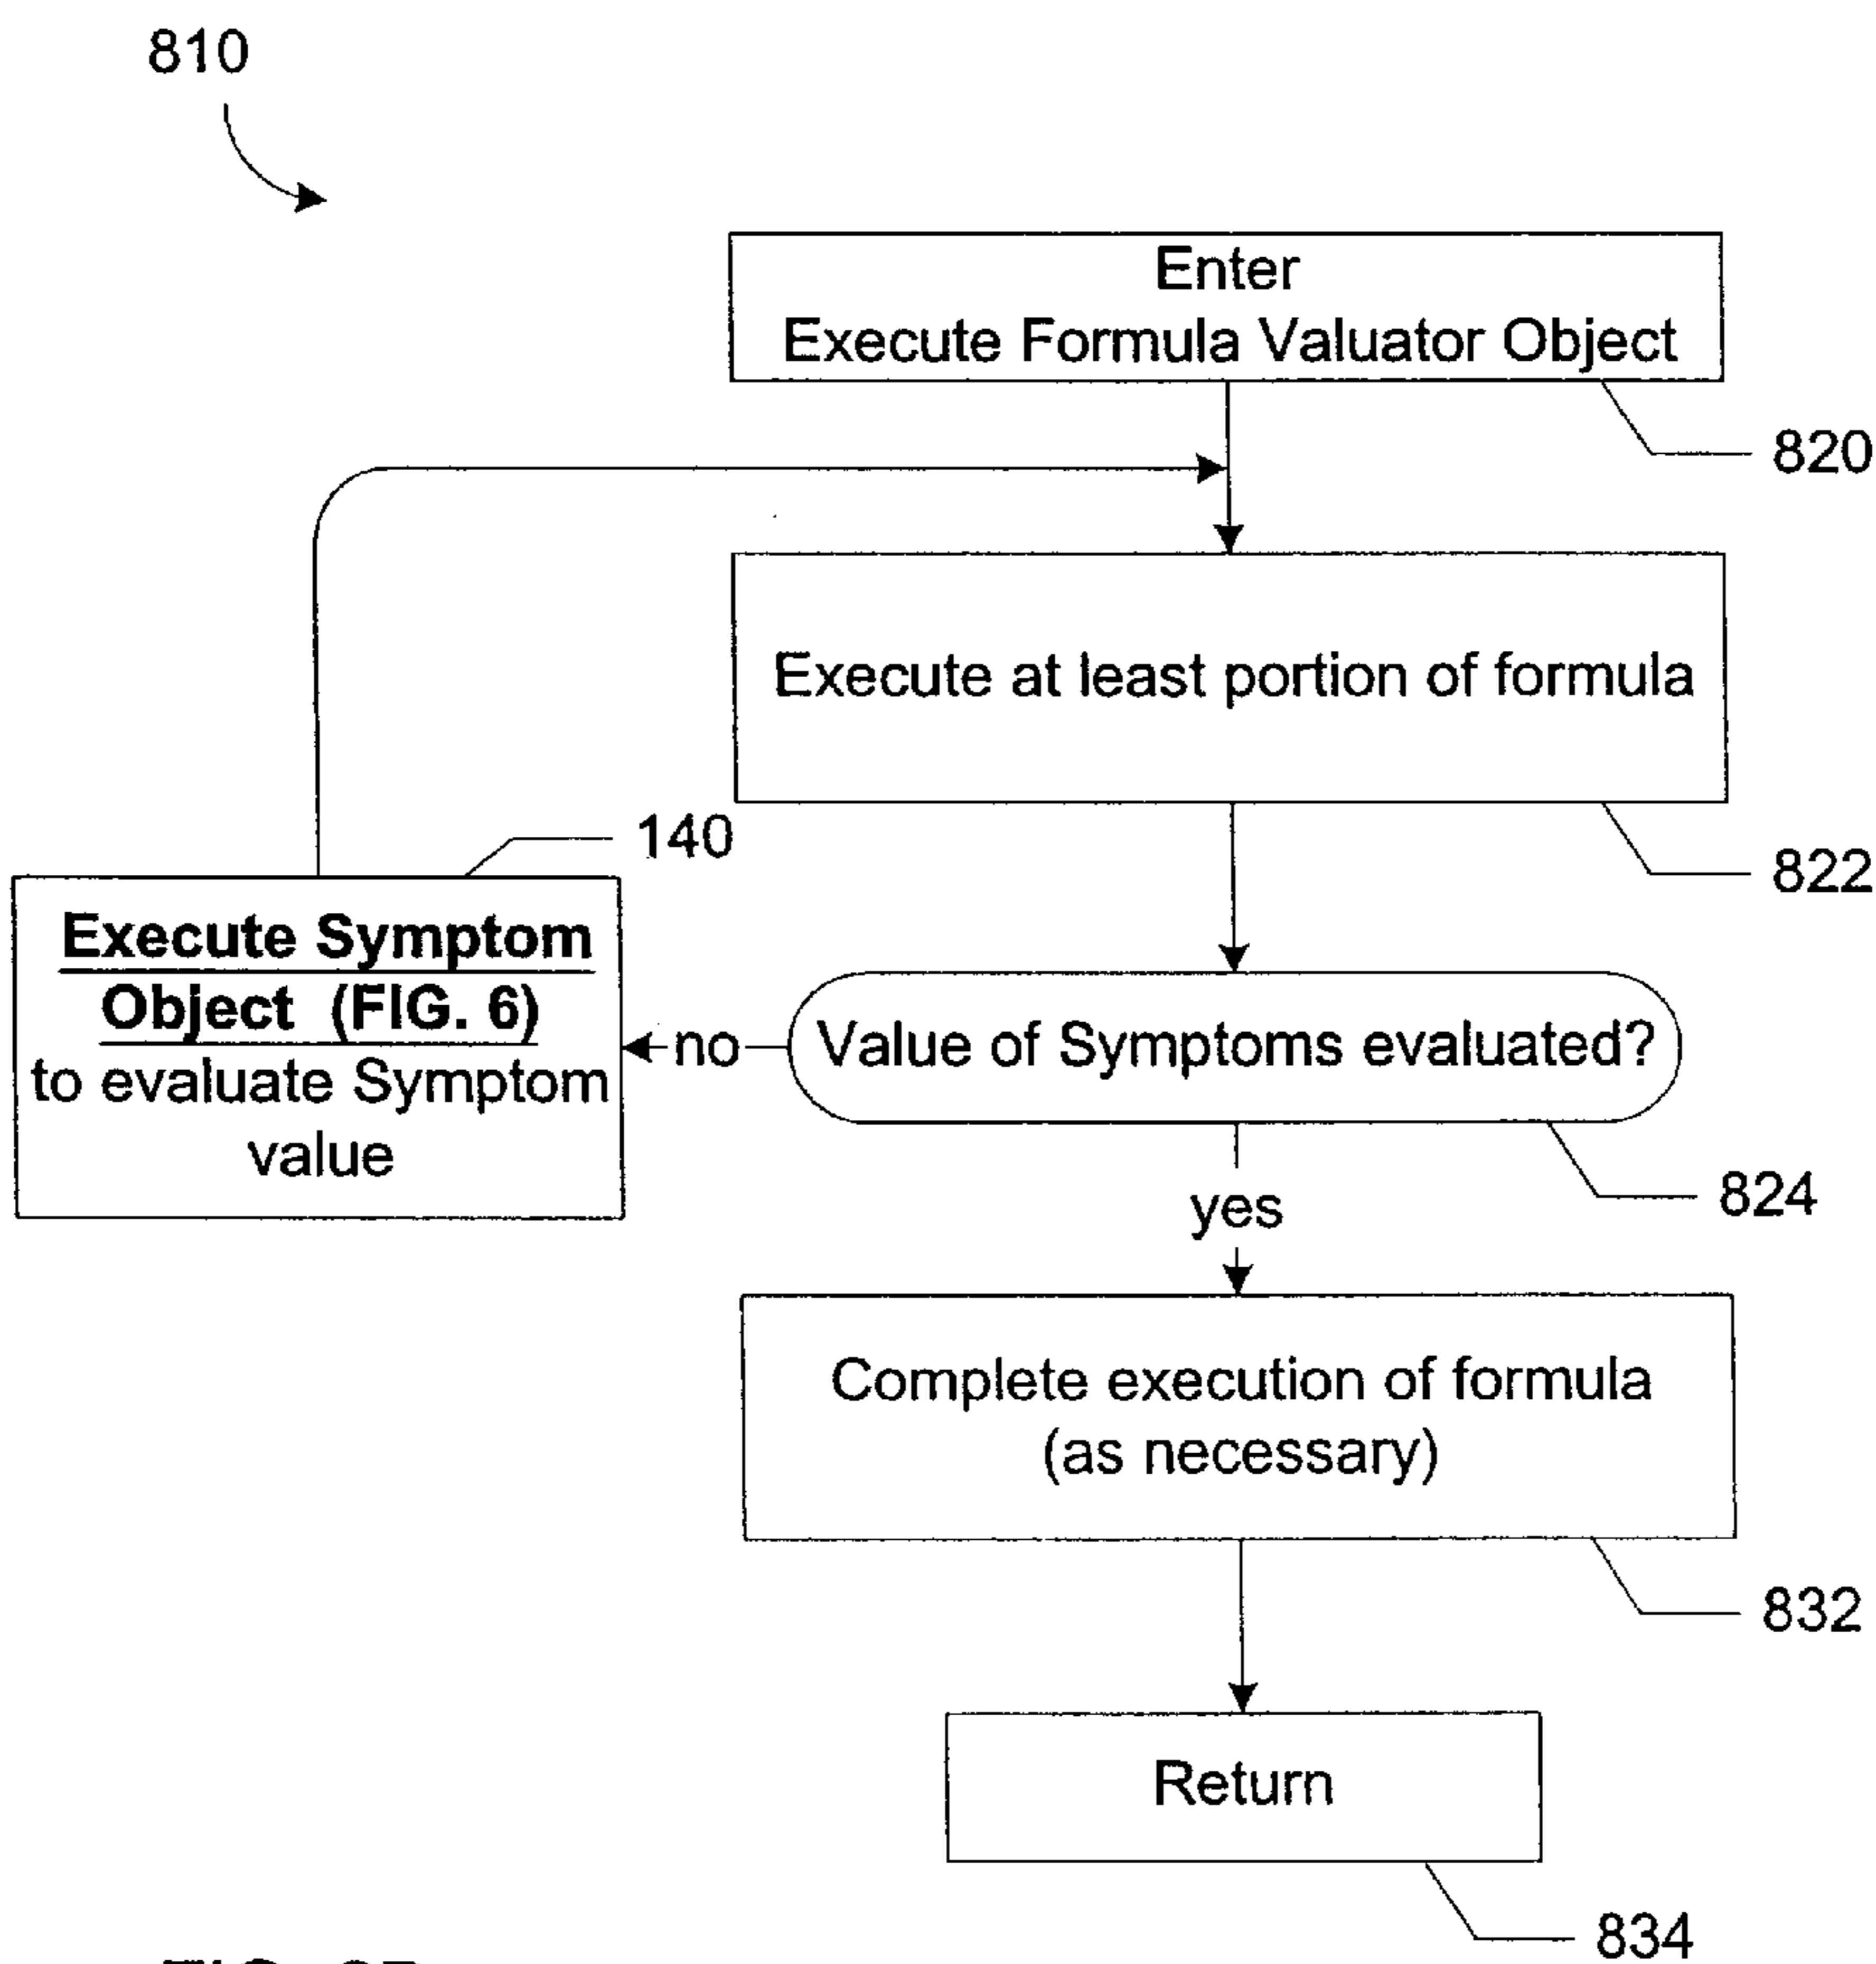 810
Enter
Execute Formula Valuator Object
820
Execute at least portion of formula
822
140
Execute Symptom
Object (FIG. 6)
to evaluate Symptom
value
no
Value of Symptoms evaluated?
824
yes
Complete execution of formula
(as necessary)
832
Return
834